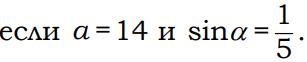 если a = 14 и sinα = 1/5.